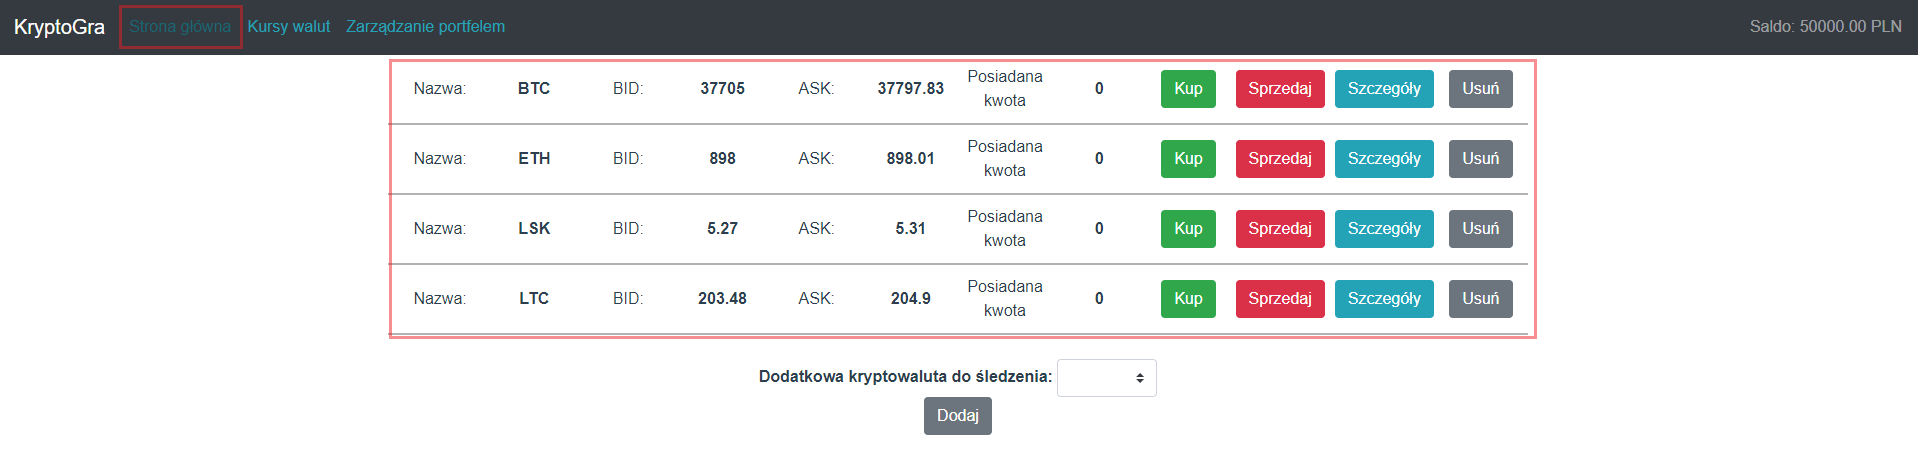 KryptoGra Strona główna Kursy walut Zarządzanie portfelem Saldo: 50000.00 PLN
Nazwa: BTC BID: 37705 ASK: 37797.83 Posiadana kwota 0 Kup Sprzedaj Szczegóły Usuń
Nazwa: ETH BID: 898 ASK: 898.01 Posiadana kwota 0 Kup Sprzedaj Szczegóły Usuń
Nazwa: LSK BID: 5.27 ASK: 5.31 Posiadana kwota 0 Kup Sprzedaj Szczegóły Usuń
Nazwa: LTC BID: 203.48 ASK: 204.9 Posiadana kwota 0 Kup Sprzedaj Szczegóły Usuń
Dodatkowa kryptowaluta do śledzenia:
Dodaj